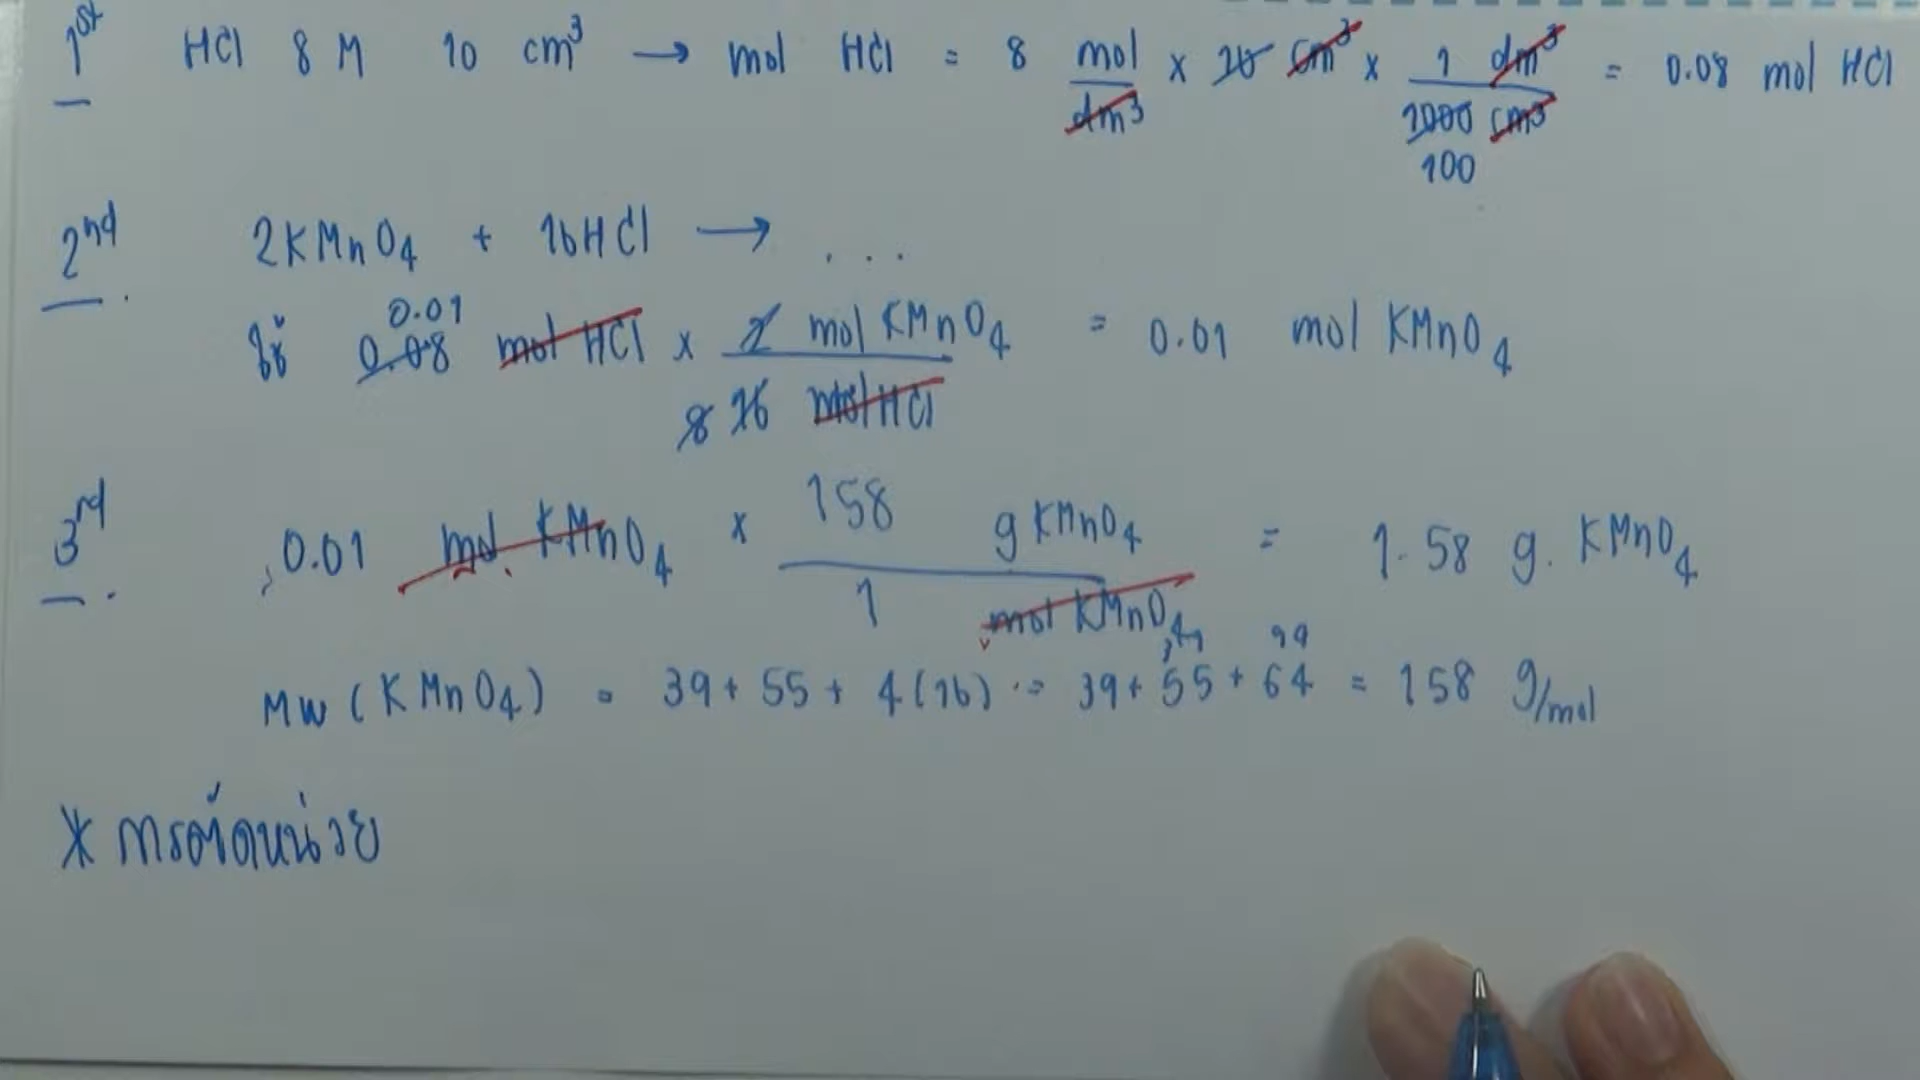 1st HCl 8 M 10 cm³ → mol HCl = 8 mol/dm³ x 10 cm³ x 1 dm³/1000 cm³ = 0.08 mol HCl
100
2nd. 2KMnO₄ + 16HCl → ...
0.01
ใช้ 0.08 mol HCl x 2 mol KMnO₄ = 0.01 mol KMnO₄
8 16 mol HCl
3rd. 0.01 mol KMnO₄ x 158 g KMnO₄ = 1.58 g. KMnO₄
1 mol KMnO₄
MW (KMnO₄) = 39 + 55 + 4(16) = 39 + 55 + 64 = 158 g/mol
* การตัดหน่วย